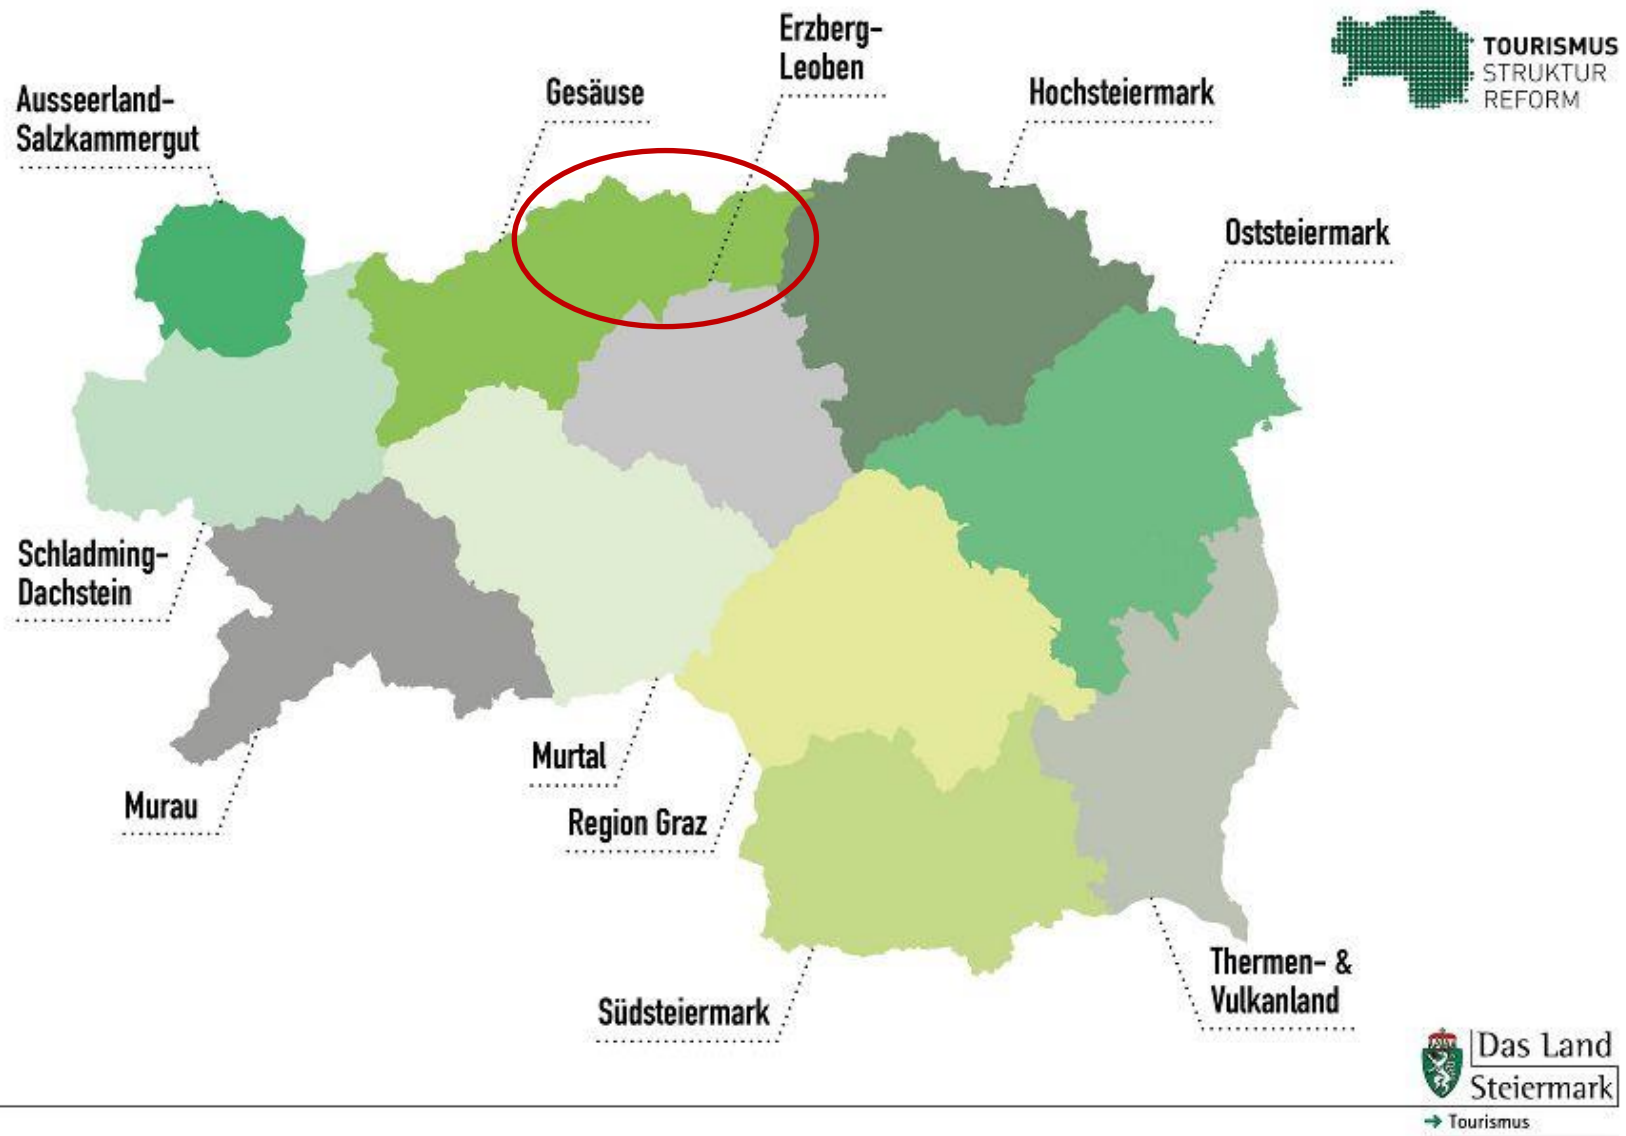 Erzberg-
Leoben
TOURISMUS
STRUKTUR
REFORM
Ausseerland-
Salzkammergut
Gesäuse
Hochsteiermark
Oststeiermark
Schladming-
Dachstein
Murau
Murtal
Region Graz
Südsteiermark
Thermen- &
Vulkanland
Das Land
Steiermark
→ Tourismus